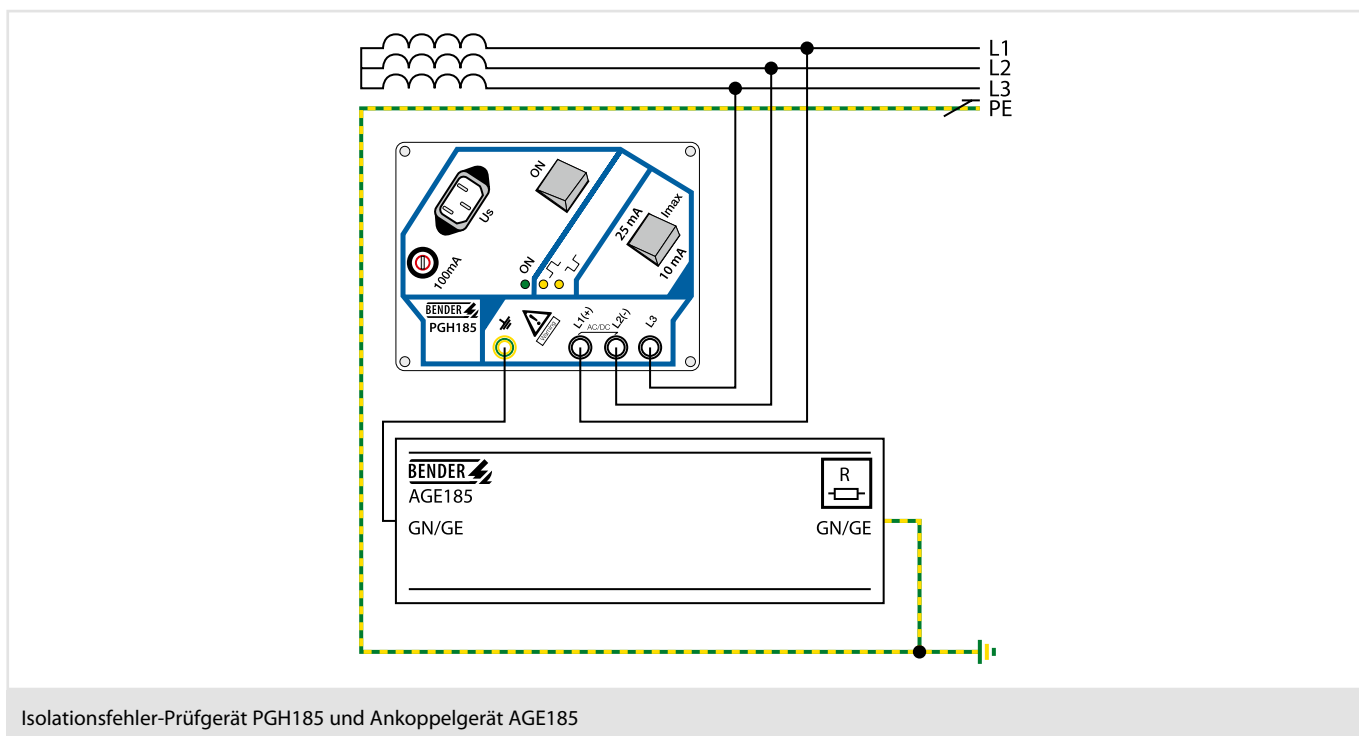 L1
L2
L3
PE
ON
Us
25 mA
Imax
100mA
ON
10 mA
BENDER
PGH185
Warning
L1(+)
AC/DC
L2(-)
L3
BENDER
AGE185
R
GN/GE
GN/GE
Isolationsfehler-Prüfgerät PGH185 und Ankoppelgerät AGE185